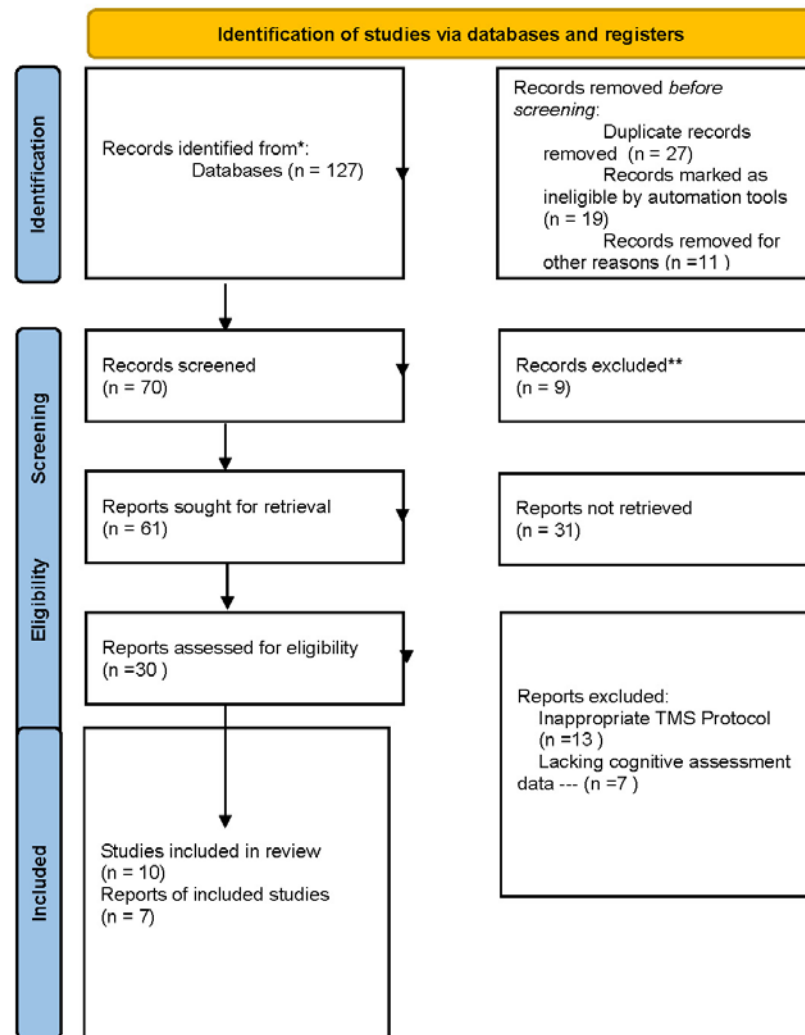 Identification of studies via databases and registers
Identification
Records identified from*:
Databases (n = 127)
Records removed before
screening:
Duplicate records
removed  (n = 27)
Records marked as
ineligible by automation tools
(n = 19)
Records removed for
other reasons (n =11 )
Screening
Records screened
(n = 70)
Records excluded**
(n = 9)
Reports sought for retrieval
(n = 61)
Reports not retrieved
(n = 31)
Eligibility
Reports assessed for eligibility
(n =30 )
Reports excluded:
Inappropriate TMS Protocol
(n =13 )
Lacking cognitive assessment
data --- (n =7 )
Included
Studies included in review
(n = 10)
Reports of included studies
(n = 7)